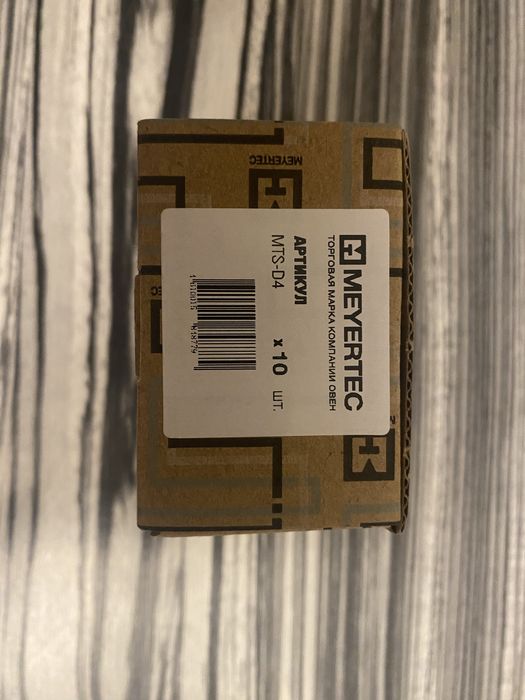 MEYERTEC
ТОРГОВАЯ МАРКА КОМПАНИИ ОВЕН
АРТИКУЛ
MTS-D4
x 10 шт.
MEYERTEC